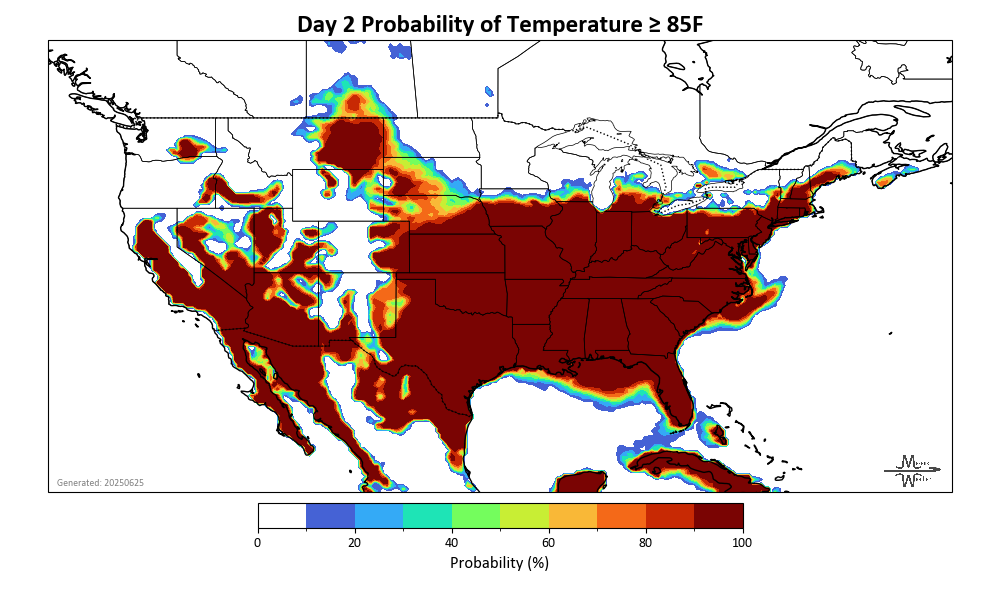 Day 2 Probability of Temperature ≥ 85F
Generated: 20250625
0 20 40 60 80 100
Probability (%)